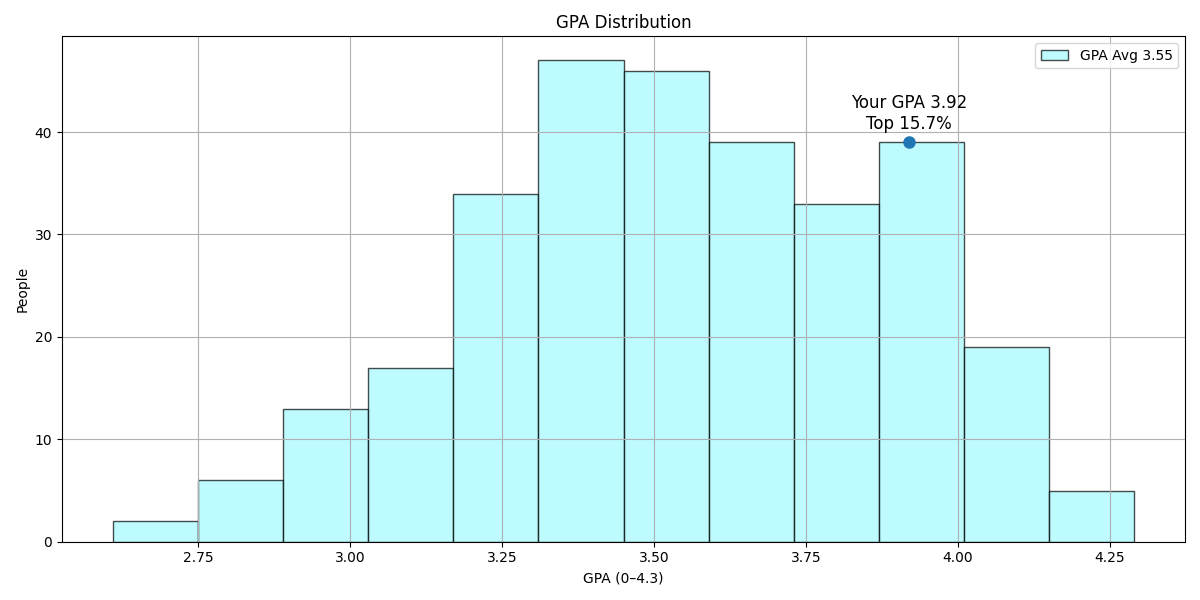 GPA Distribution
GPA Avg 3.55
Your GPA 3.92
Top 15.7%
People
40
30
20
10
0
2.75
3.00
3.25
3.50
3.75
4.00
4.25
GPA (0–4.3)